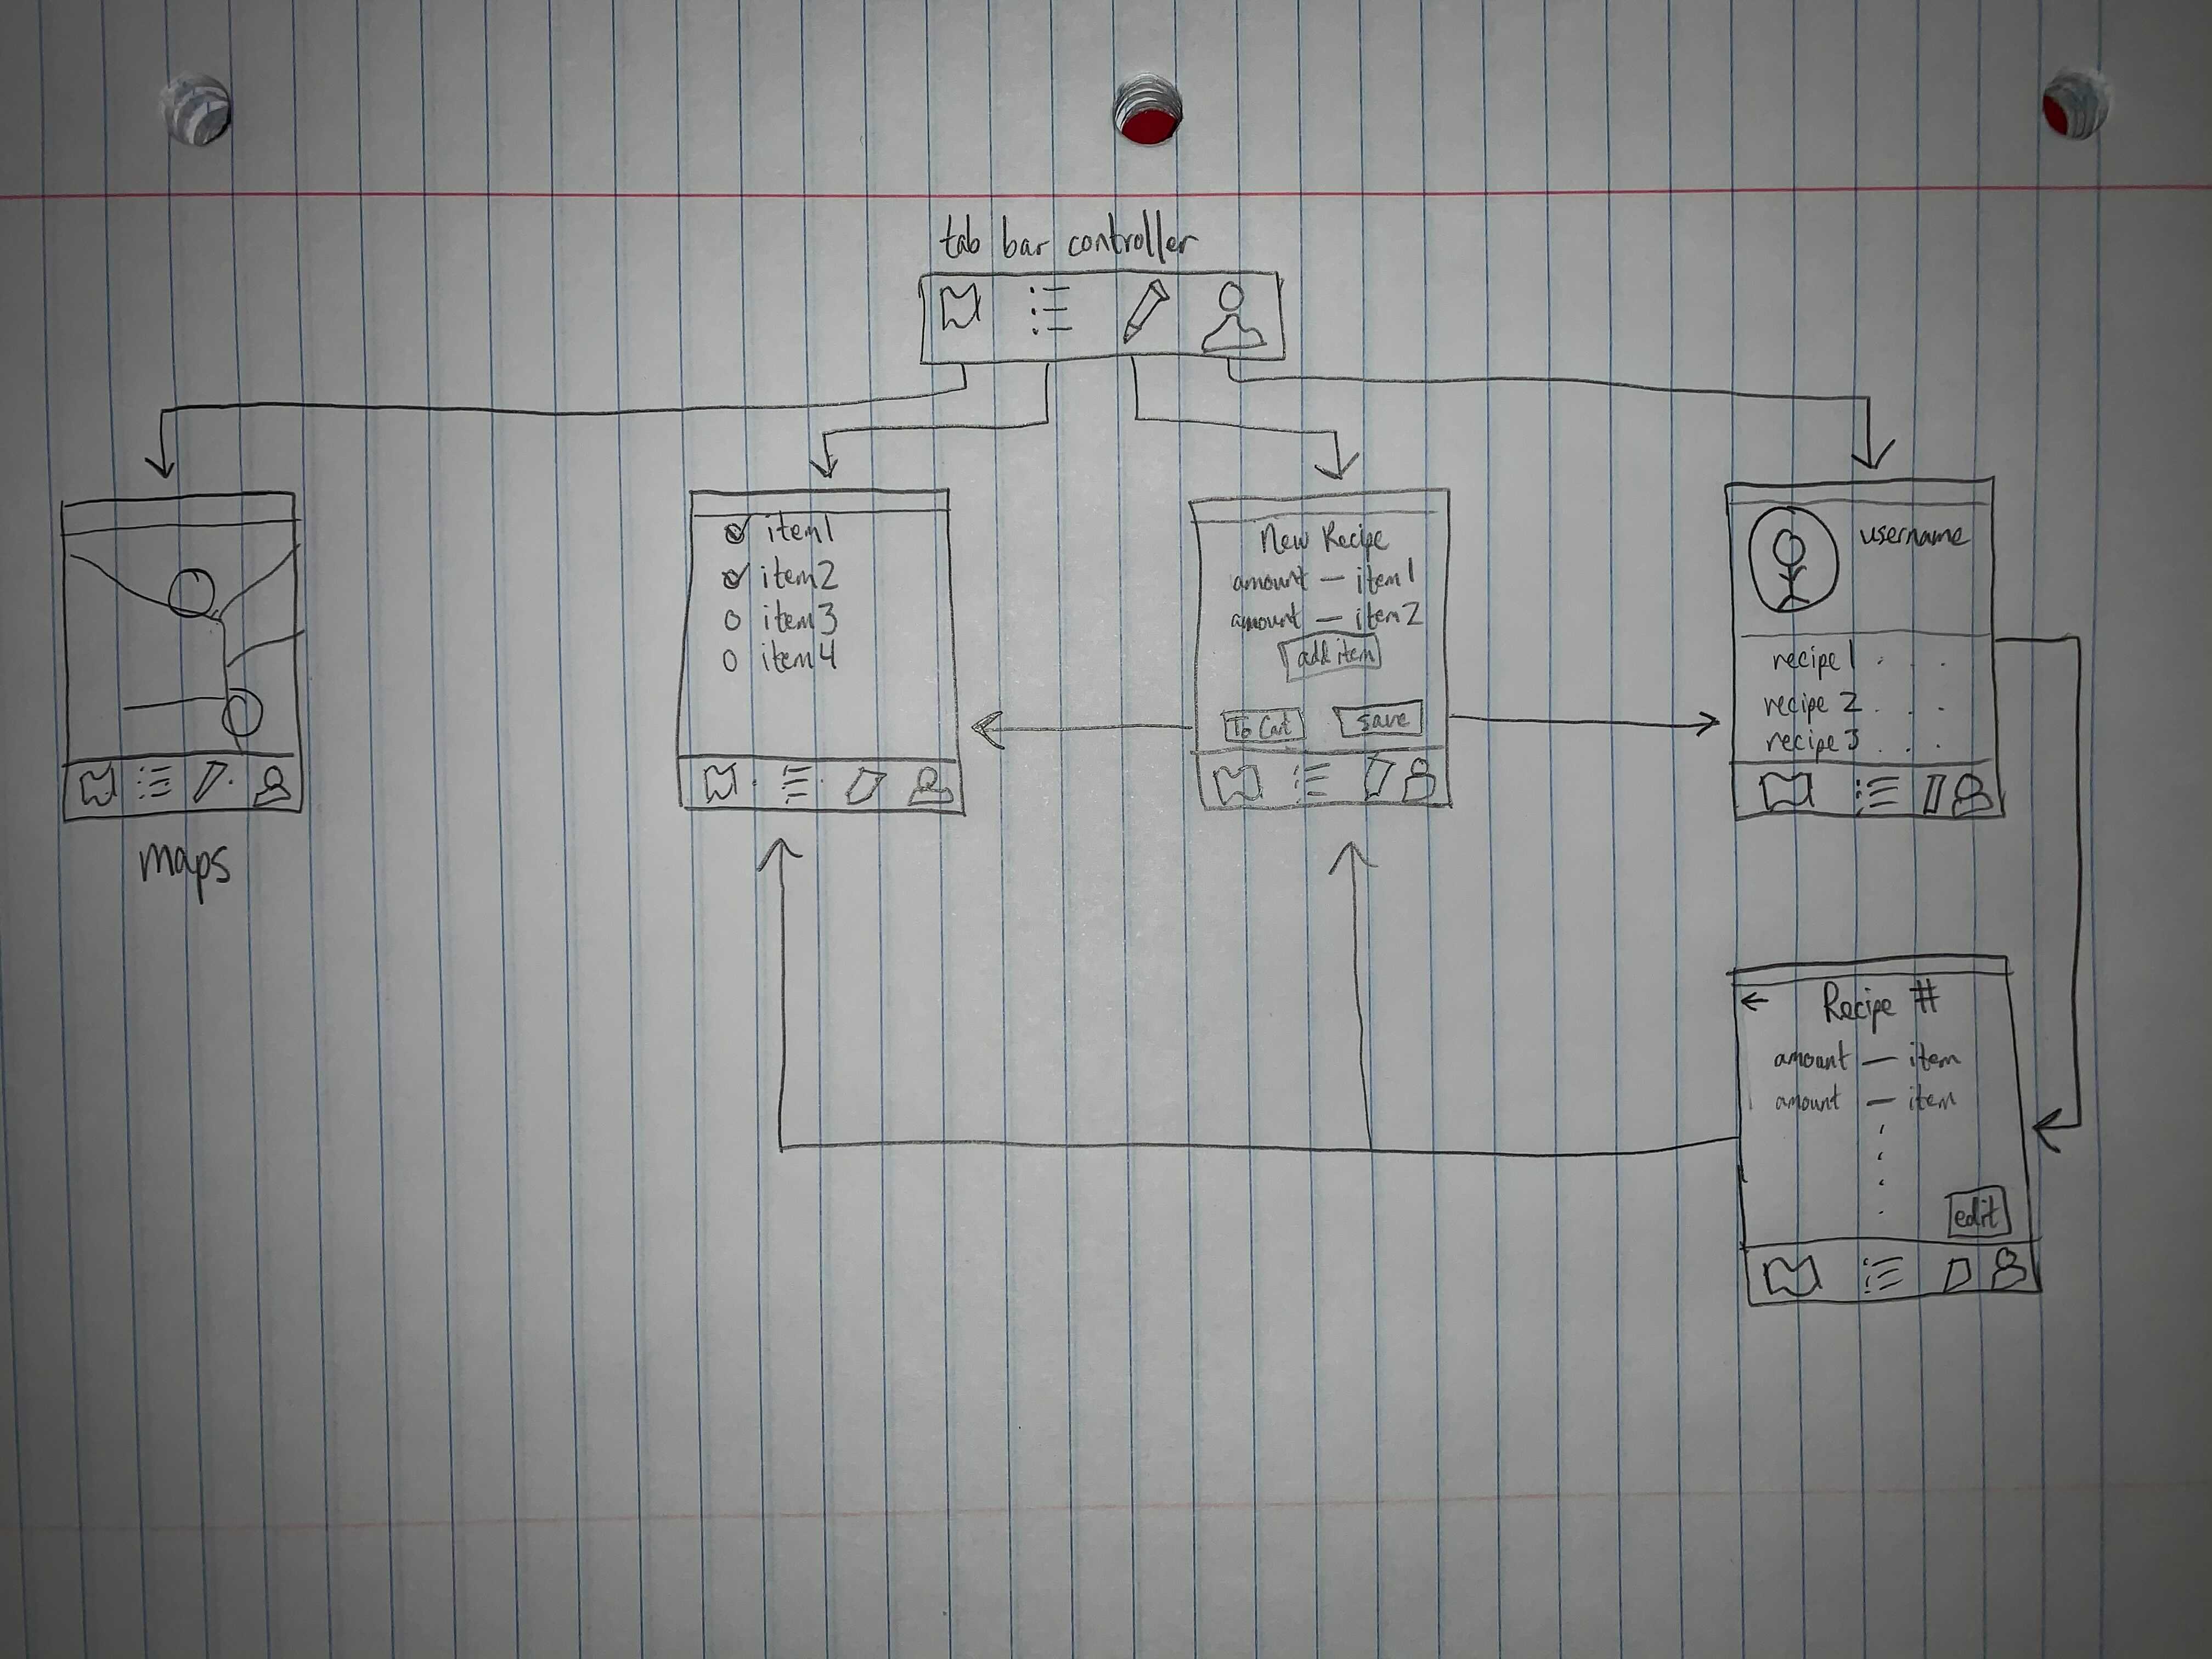 tab bar controller
item1
item2
item3
item4
New Recipe
amount — item1
amount — item2
add item
To Cart
save
username
recipe 1 . . .
recipe 2 . . .
recipe 3 . . .
maps
← Recipe #
amount — item
amount — item
edit